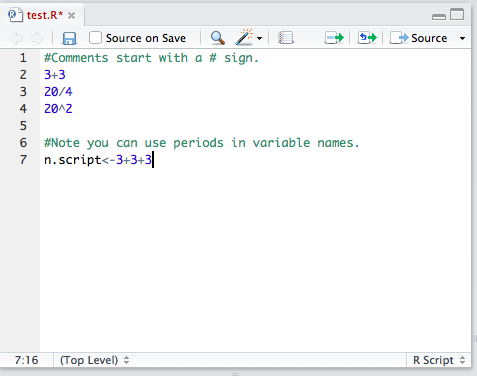 test.R*
Source on Save
Source
1 #Comments start with a # sign.
2 3+3
3 20/4
4 20^2
5
6 #Note you can use periods in variable names.
7 n.script<-3+3+3
7:16 (Top Level) R Script